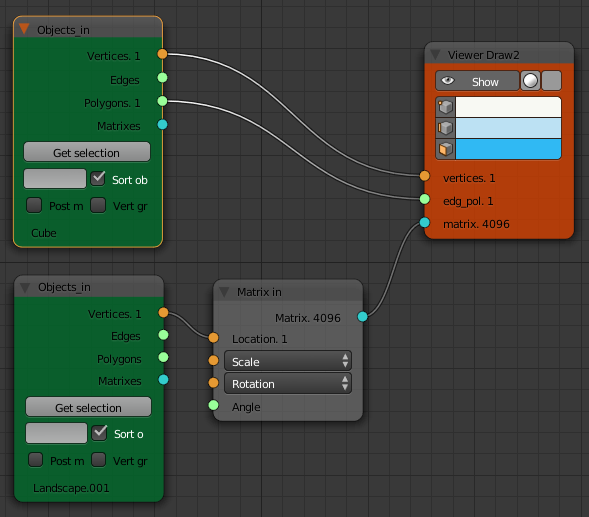 Objects_in
Vertices. 1
Edges
Polygons. 1
Matrixes
Get selection
Sort ob
Post m
Vert gr
Cube
Viewer Draw2
Show
vertices. 1
edg_pol. 1
matrix. 4096
Objects_in
Vertices. 1
Edges
Polygons
Matrixes
Get selection
Sort o
Post m
Vert gr
Landscape.001
Matrix in
Matrix. 4096
Location. 1
Scale
Rotation
Angle